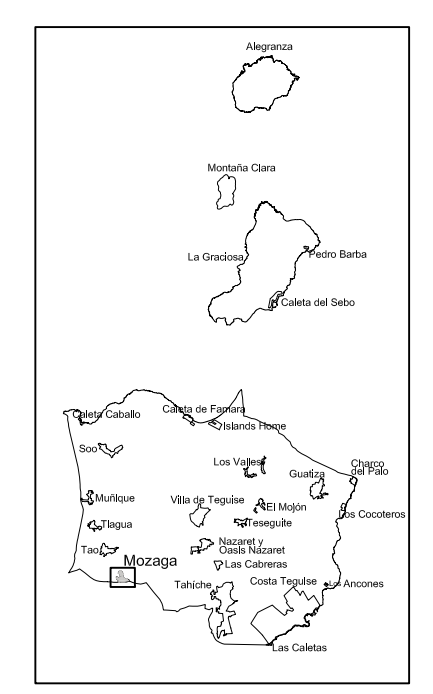 Alegranza
Montaña Clara
La Graciosa
Pedro Barba
Caleta del Sebo
Caleta Caballo
Caleta de Famara
Islands Home
Soo
Los Valles
Charco
del Palo
Guatiza
Muñique
Villa de Teguise
El Mojón
Los Cocoteros
Tiagua
Teseguite
Tao
Nazaret y
Oasis Nazaret
Mozaga
Las Cabreras
Tahíche
Costa Teguise
Los Ancones
Las Caletas